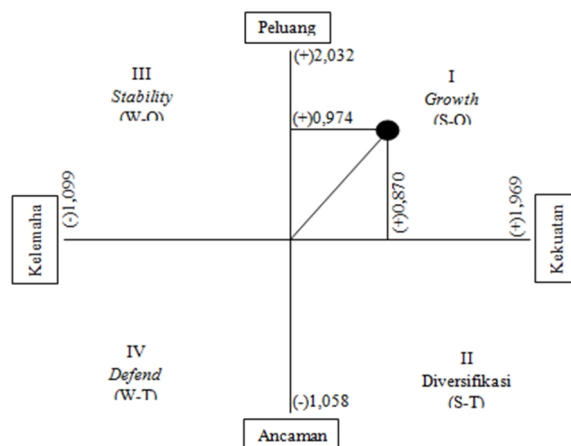 Peluang
(+)2,032
III
Stability
(W-O)
I
Growth
(S-O)
(+)0,974
(+)0,870
(-)1,099
(+)1,969
Kelemaha
Kekuatan
IV
Defend
(W-T)
II
Diversifikasi
(S-T)
(-)1,058
Ancaman